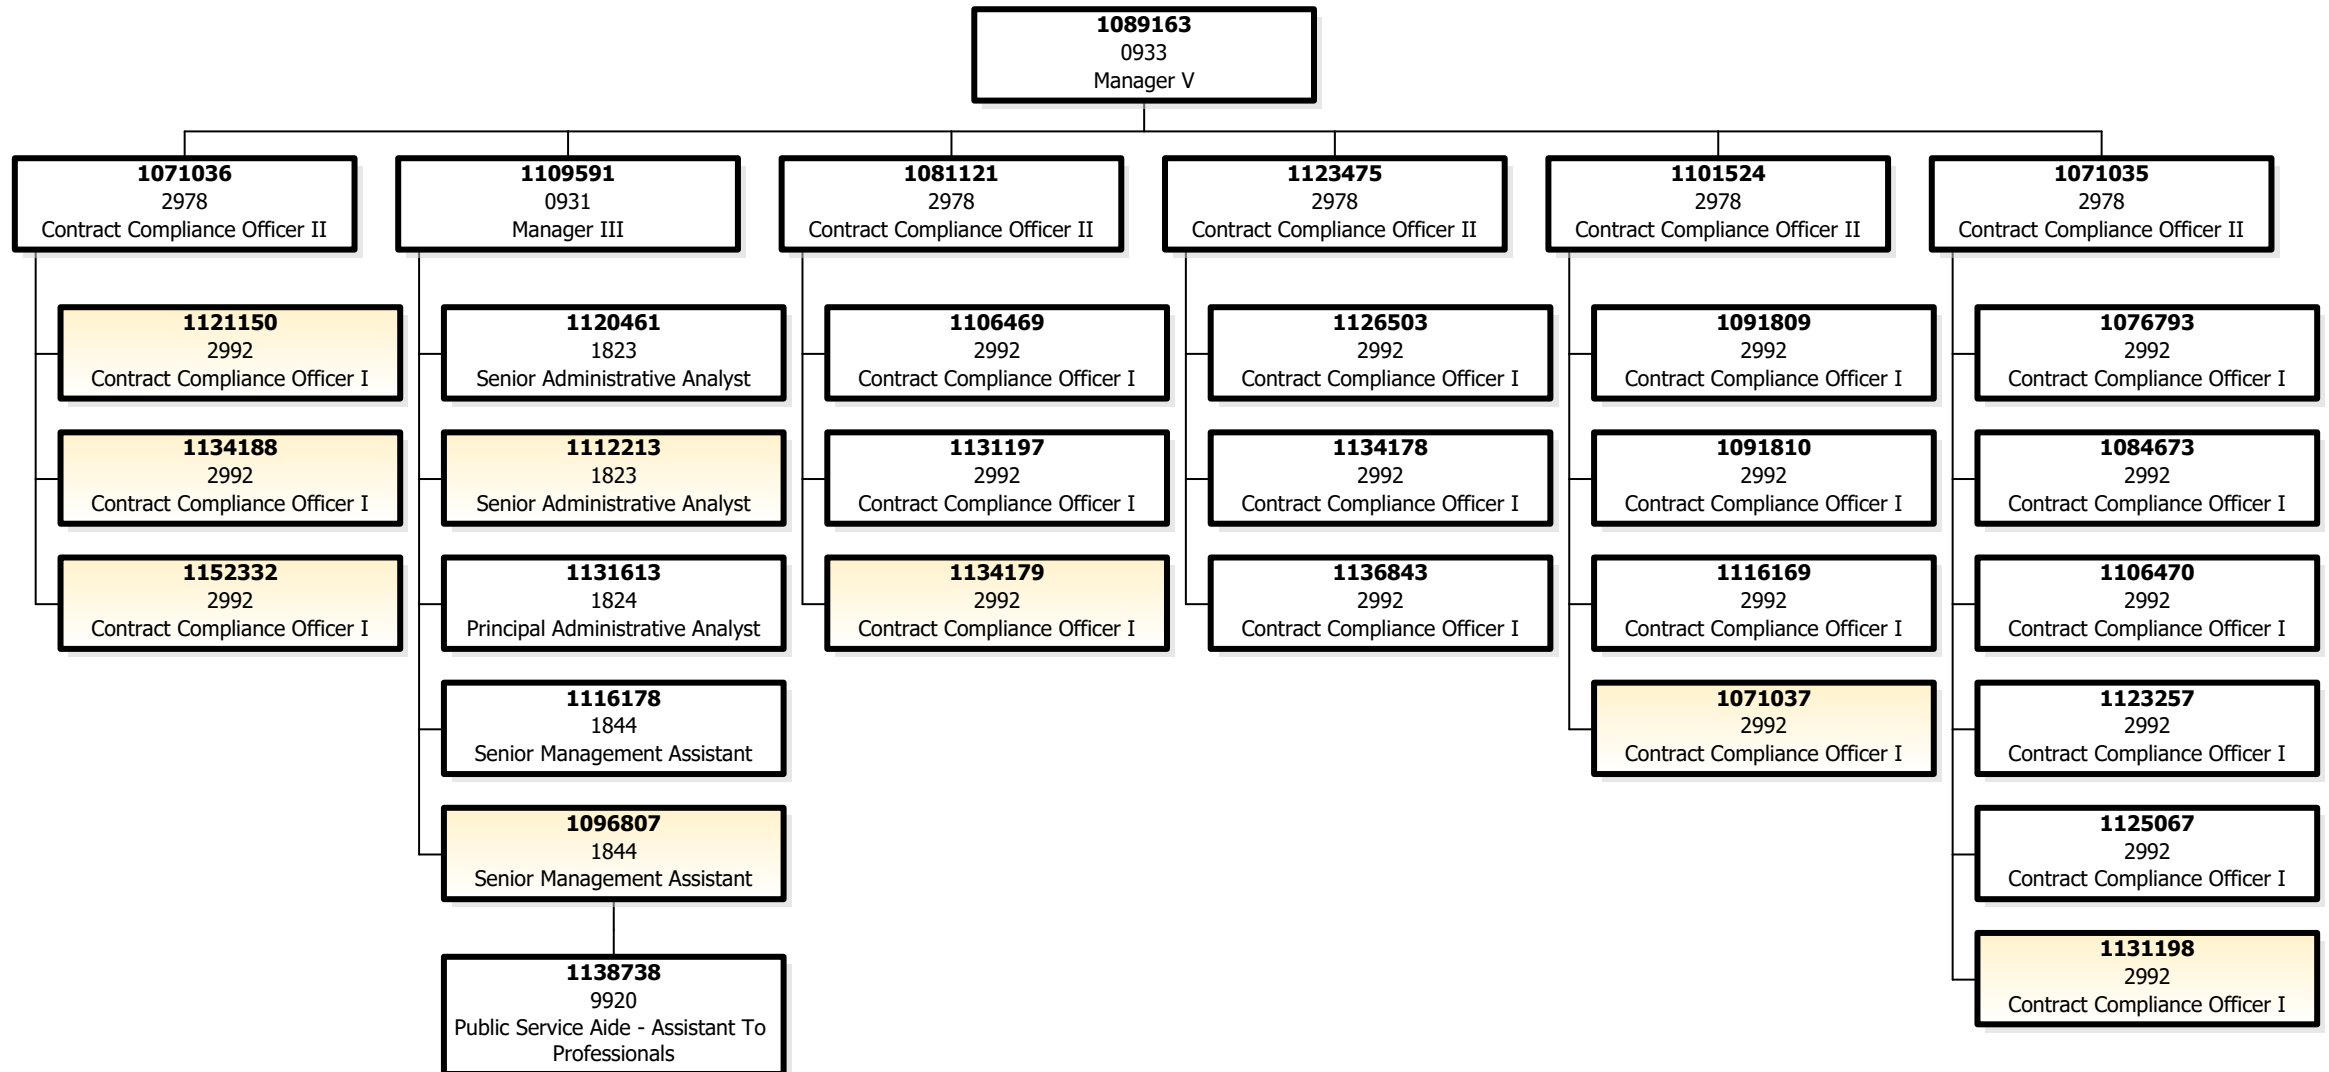 1089163
0933
Manager V
1071036
2978
Contract Compliance Officer II
1109591
0931
Manager III
1081121
2978
Contract Compliance Officer II
1123475
2978
Contract Compliance Officer II
1101524
2978
Contract Compliance Officer II
1071035
2978
Contract Compliance Officer II
1121150
2992
Contract Compliance Officer I
1134188
2992
Contract Compliance Officer I
1152332
2992
Contract Compliance Officer I
1120461
1823
Senior Administrative Analyst
1112213
1823
Senior Administrative Analyst
1131613
1824
Principal Administrative Analyst
1116178
1844
Senior Management Assistant
1096807
1844
Senior Management Assistant
1138738
9920
Public Service Aide - Assistant To
Professionals
1106469
2992
Contract Compliance Officer I
1131197
2992
Contract Compliance Officer I
1134179
2992
Contract Compliance Officer I
1126503
2992
Contract Compliance Officer I
1134178
2992
Contract Compliance Officer I
1136843
2992
Contract Compliance Officer I
1091809
2992
Contract Compliance Officer I
1091810
2992
Contract Compliance Officer I
1116169
2992
Contract Compliance Officer I
1071037
2992
Contract Compliance Officer I
1076793
2992
Contract Compliance Officer I
1084673
2992
Contract Compliance Officer I
1106470
2992
Contract Compliance Officer I
1123257
2992
Contract Compliance Officer I
1125067
2992
Contract Compliance Officer I
1131198
2992
Contract Compliance Officer I